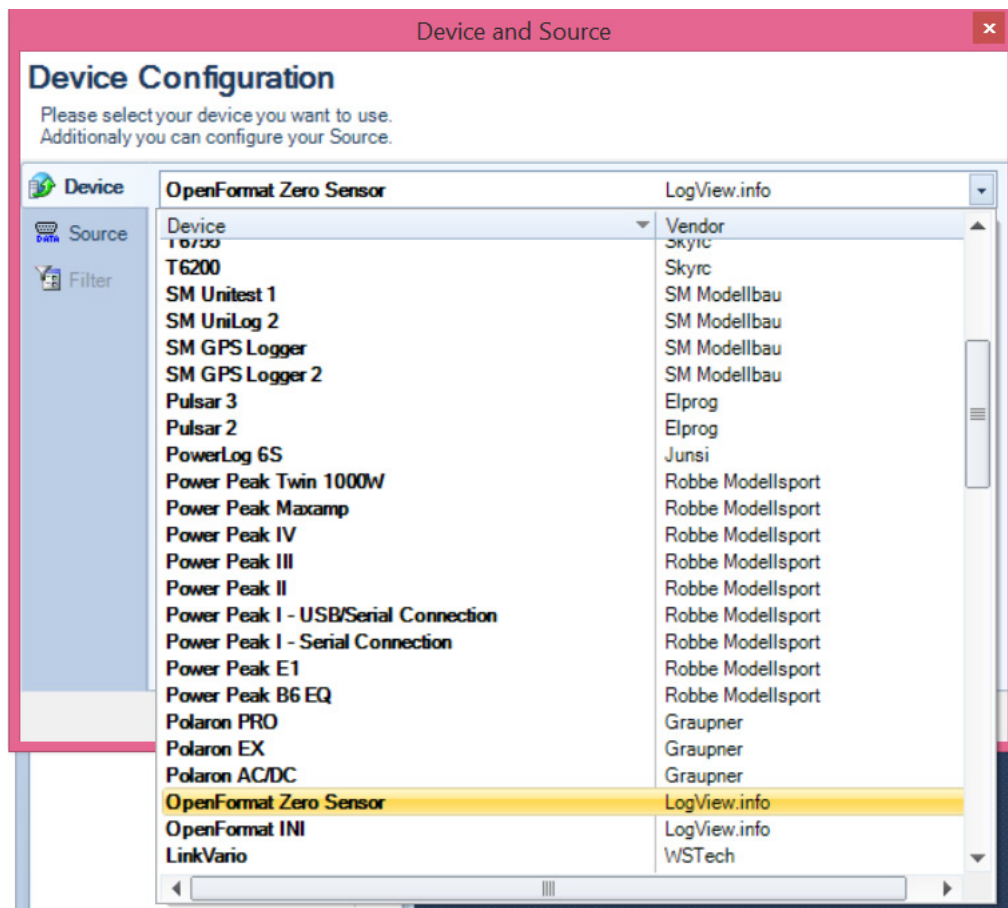 Device and Source
x
Device Configuration
Please select your device you want to use.
Additionaly you can configure your Source.
Device
OpenFormat Zero Sensor LogView.info
DATA Source
Device Vendor
T6755 Skyrc
Filter
T6200 Skyrc
SM Unitest 1 SM Modellbau
SM UniLog 2 SM Modellbau
SM GPS Logger SM Modellbau
SM GPS Logger 2 SM Modellbau
Pulsar 3 Elprog
Pulsar 2 Elprog
PowerLog 6S Junsi
Power Peak Twin 1000W Robbe Modellsport
Power Peak Maxamp Robbe Modellsport
Power Peak IV Robbe Modellsport
Power Peak III Robbe Modellsport
Power Peak II Robbe Modellsport
Power Peak I - USB/Serial Connection Robbe Modellsport
Power Peak I - Serial Connection Robbe Modellsport
Power Peak E1 Robbe Modellsport
Power Peak B6 EQ Robbe Modellsport
Polaron PRO Graupner
Polaron EX Graupner
Polaron AC/DC Graupner
OpenFormat Zero Sensor LogView.info
OpenFormat INI LogView.info
LinkVario WSTech